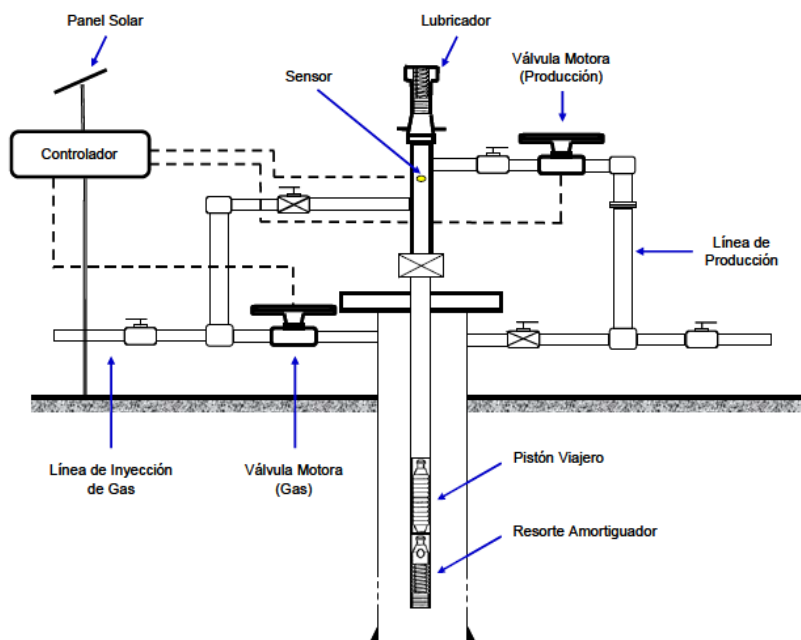 Panel Solar
Lubricador
Válvula Motora
(Producción)
Sensor
Controlador
Línea de
Producción
Línea de Inyección
de Gas
Válvula Motora
(Gas)
Pistón Viajero
Resorte Amortiguador